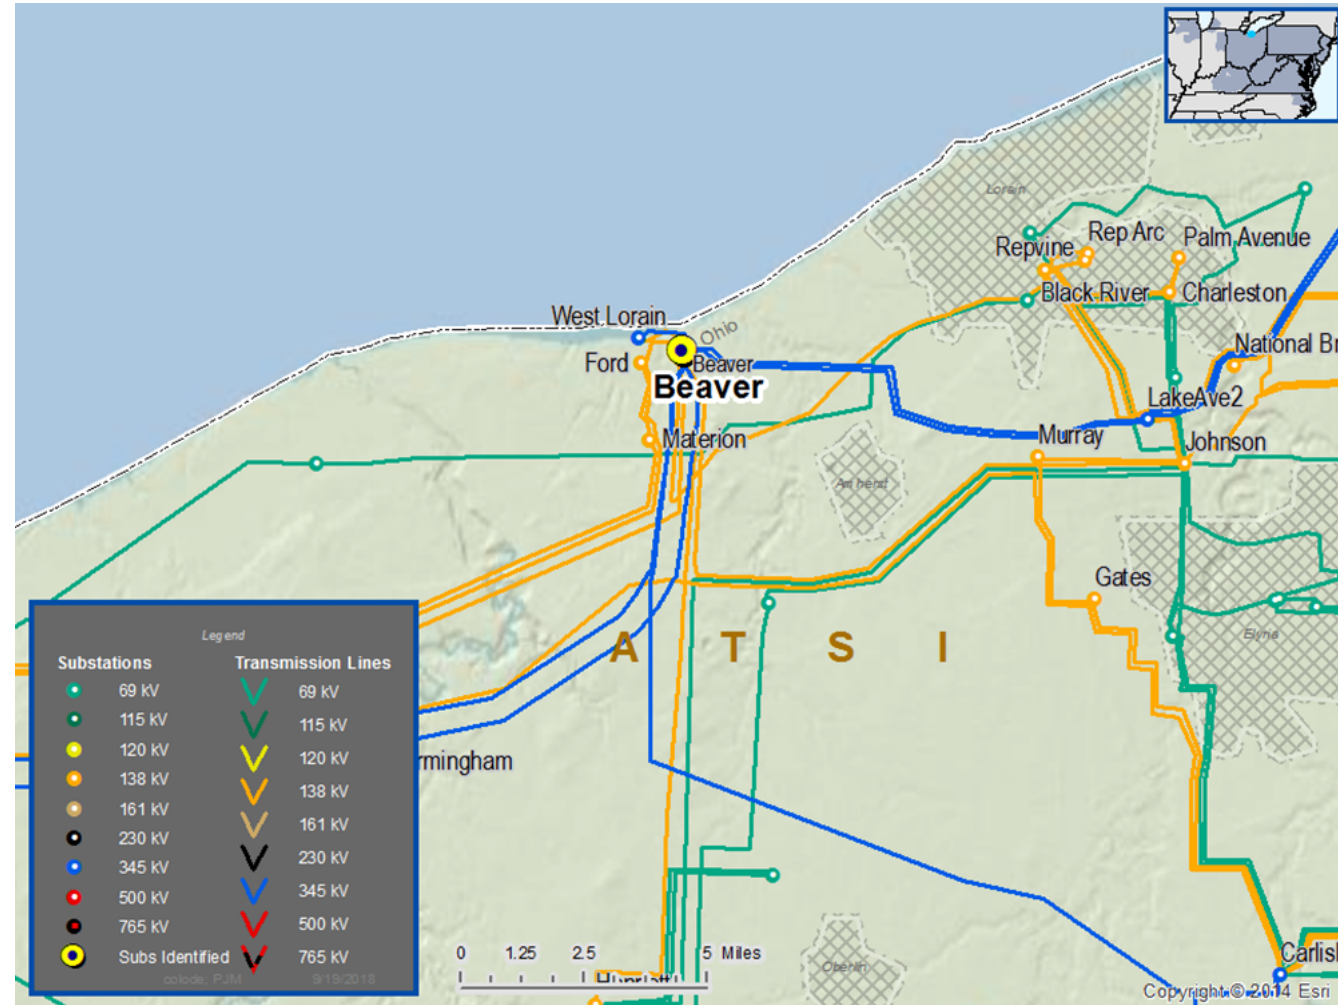 Lorain
Rep Arc
Palm Avenue
Repvine
Black River
Charleston
West Lorain
Ohio
National Br
Ford
Beaver
Beaver
LakeAve2
Materion
Murray
Johnson
Amherst
Gates
Elyria
A T S I
rmingham
Legend
Substations
Transmission Lines
69 kV
69 kV
115 kV
115 kV
120 kV
120 kV
138 kV
138 kV
161 kV
161 kV
230 kV
230 kV
345 kV
345 kV
500 kV
500 kV
765 kV
765 kV
Subs Identified
PJM
9/19/2018
0 1.25 2.5 5 Miles
Oberlin
Carlisl
Copyright © 2014 Esri